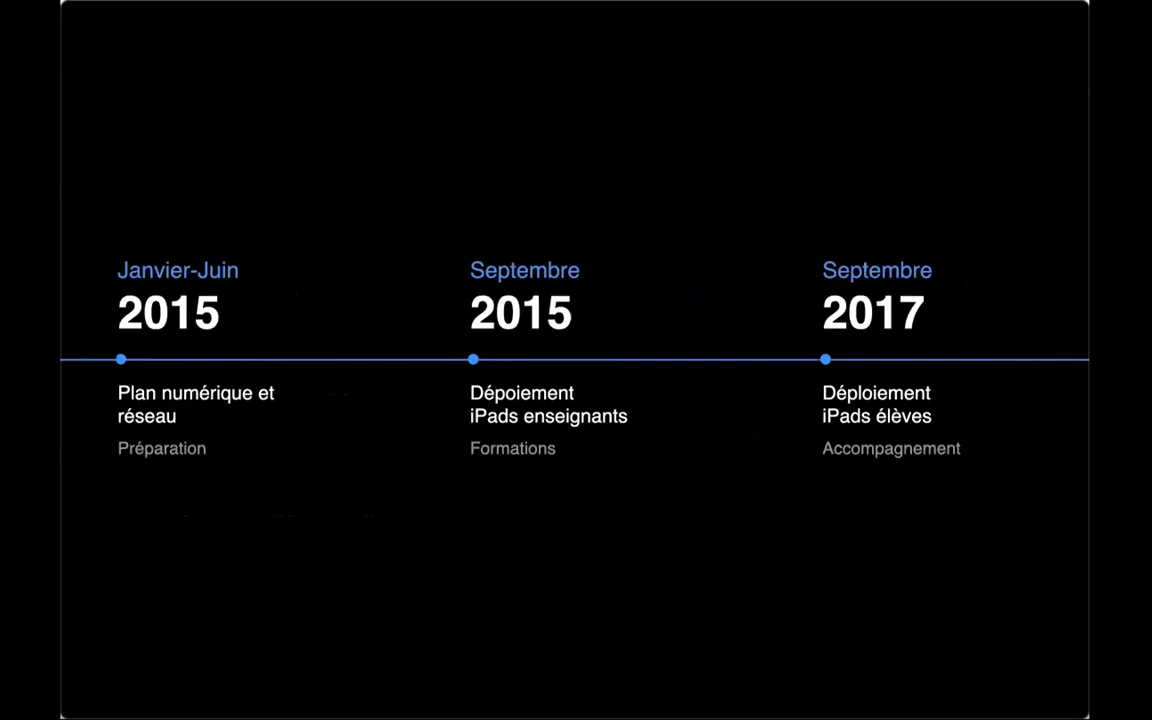 Janvier-Juin
2015
Plan numérique et
réseau
Préparation
Septembre
2015
Dépoiement
iPads enseignants
Formations
Septembre
2017
Déploiement
iPads élèves
Accompagnement